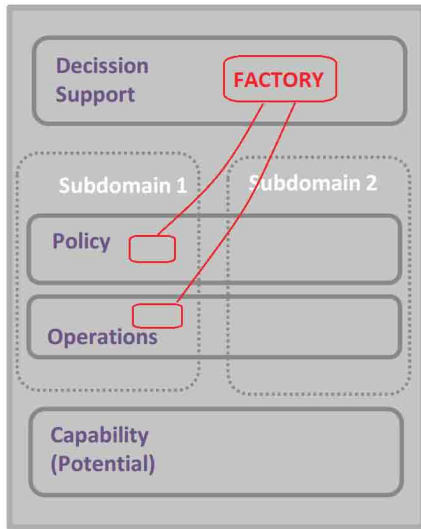 Decission
Support
FACTORY
Subdomain 1
Subdomain 2
Policy
Operations
Capability
(Potential)